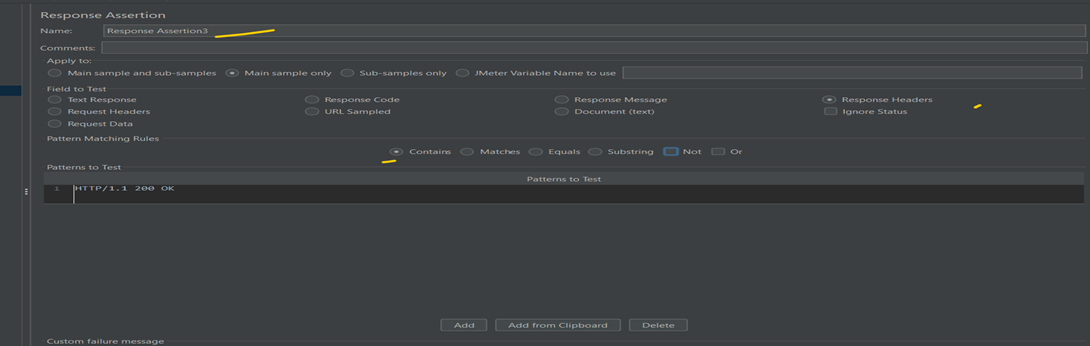 Response Assertion
Name: Response Assertion3
Comments:
Apply to:
Main sample and sub-samples Main sample only Sub-samples only JMeter Variable Name to use
Field to Test
Text Response Response Code Response Message Response Headers
Request Headers URL Sampled Document (text) Ignore Status
Request Data
Pattern Matching Rules
Contains Matches Equals Substring Not Or
Patterns to Test
Patterns to Test
1 HTTP/1.1 200 OK
Add Add from Clipboard Delete
Custom failure message